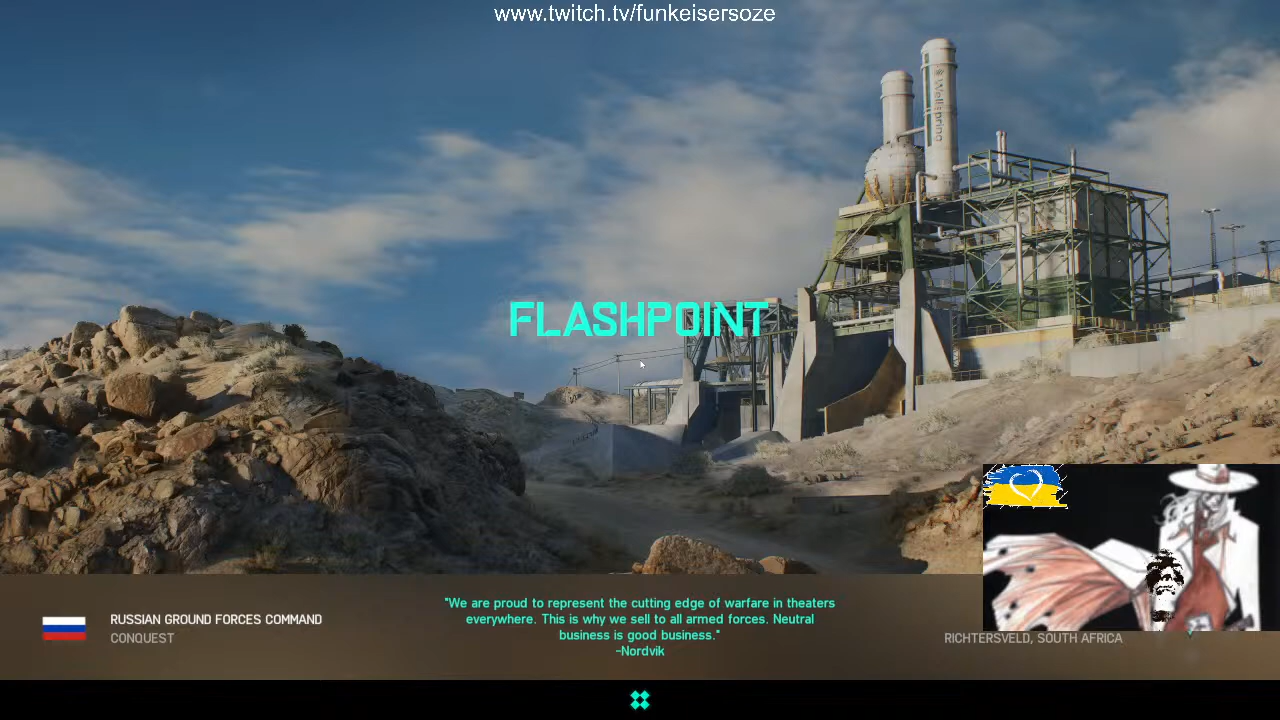 www.twitch.tv/funkeisersoze
Wellspring
FLASHPOINT
RUSSIAN GROUND FORCES COMMAND
CONQUEST
"We are proud to represent the cutting edge of warfare in theaters
everywhere. This is why we sell to all armed forces. Neutral
business is good business."
-Nordvik
RICHTERSVELD, SOUTH AFRICA